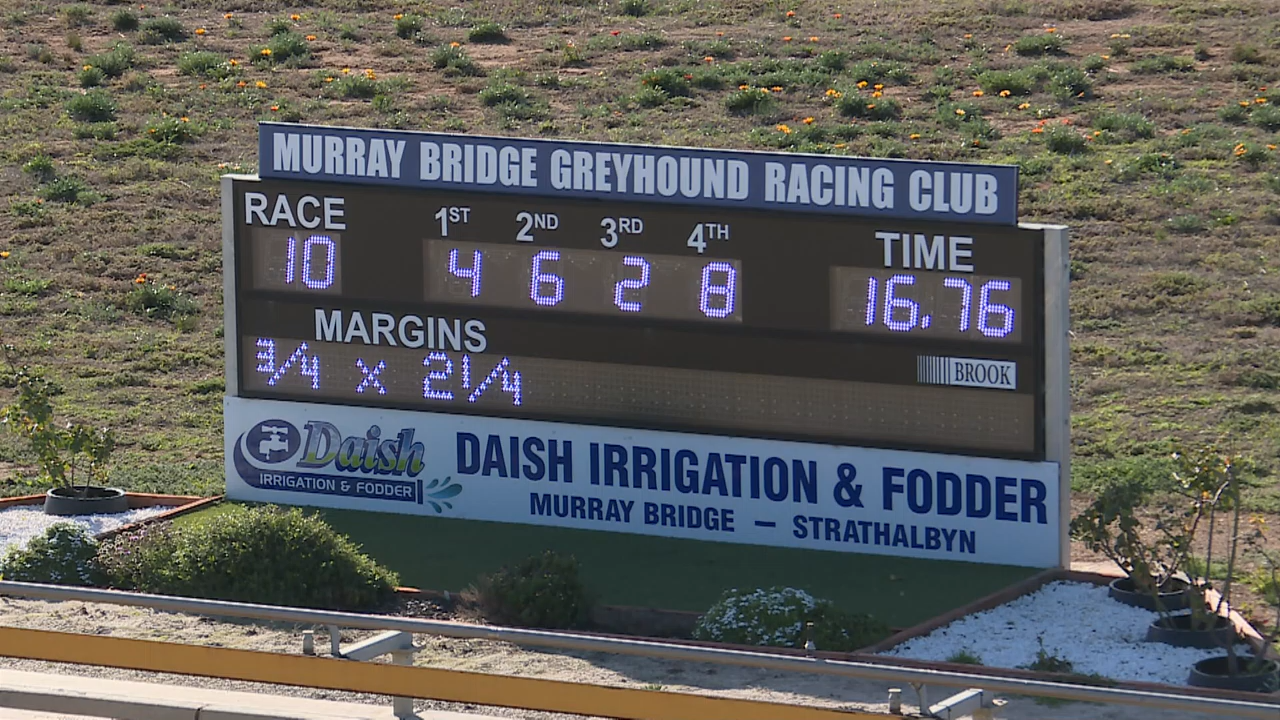 MURRAY BRIDGE GREYHOUND RACING CLUB
RACE 1ST 2ND 3RD 4TH TIME
10 4 6 2 8 16.76
MARGINS
3/4 x 2 1/4
BROOK
Daish
IRRIGATION & FODDER
DAISH IRRIGATION & FODDER
MURRAY BRIDGE – STRATHALBYN